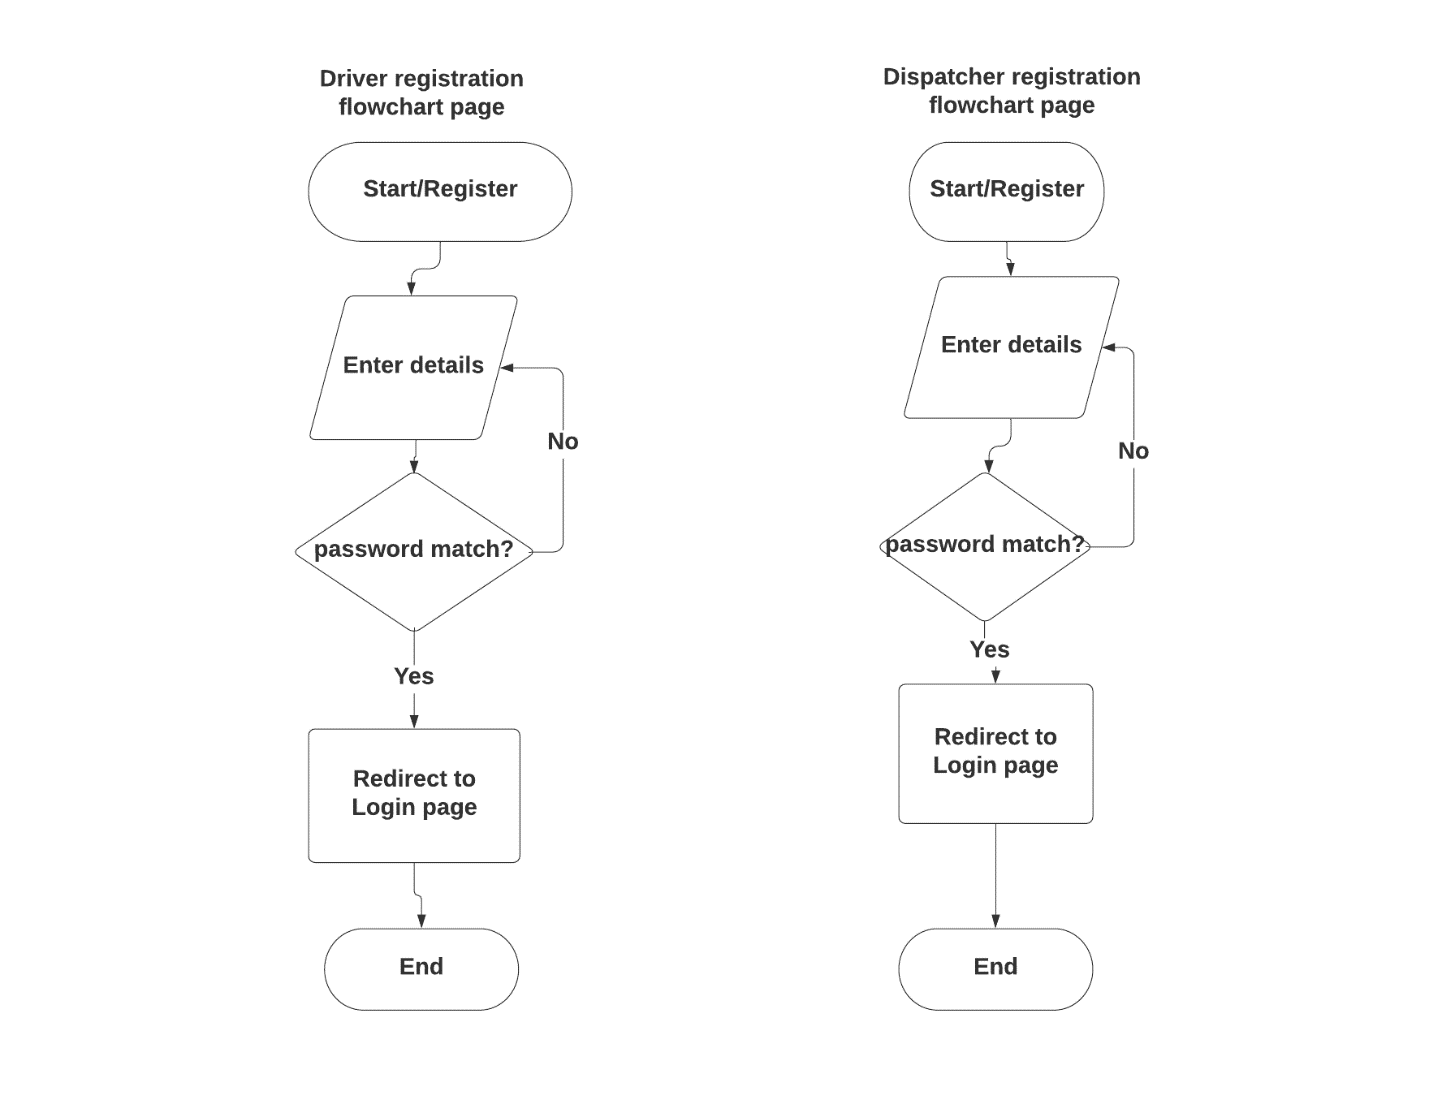 Driver registration
flowchart page
Start/Register
Enter details
No
password match?
Yes
Redirect to
Login page
End
Dispatcher registration
flowchart page
Start/Register
Enter details
No
password match?
Yes
Redirect to
Login page
End